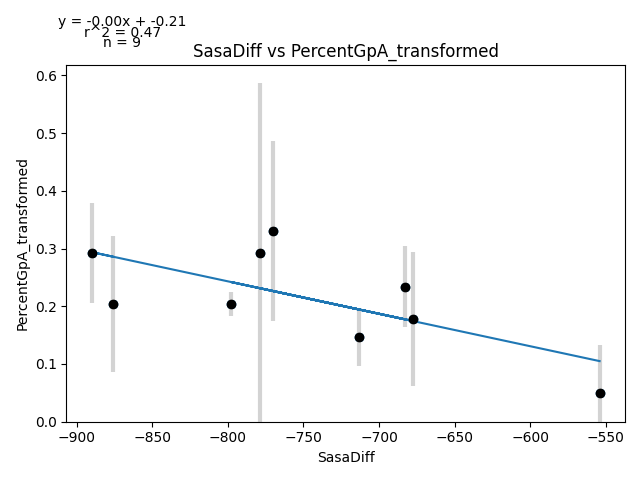 y = -0.00x + -0.21
r^2 = 0.47
n = 9
SasaDiff vs PercentGpA_transformed
0.6
0.5
0.4
0.3
0.2
0.1
0.0
PercentGpA_transformed
−900 −850 −800 −750 −700 −650 −600 −550
SasaDiff